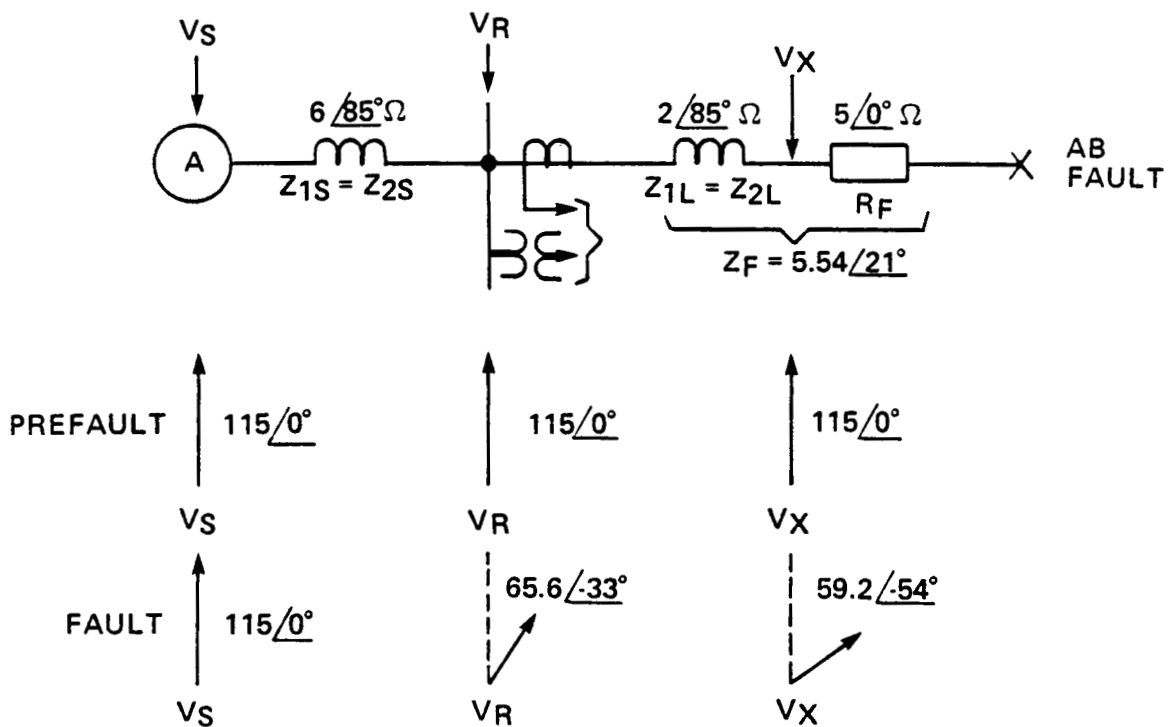 VS
VR
VX
6 /85° Ω
2 /85° Ω
5 /0° Ω
A
AB
FAULT
Z1S = Z2S
Z1L = Z2L
RF
ZF = 5.54 /21°
PREFAULT
115 /0°
115 /0°
115 /0°
VS
VR
VX
FAULT
115 /0°
65.6 /-33°
59.2 /-54°
VS
VR
VX